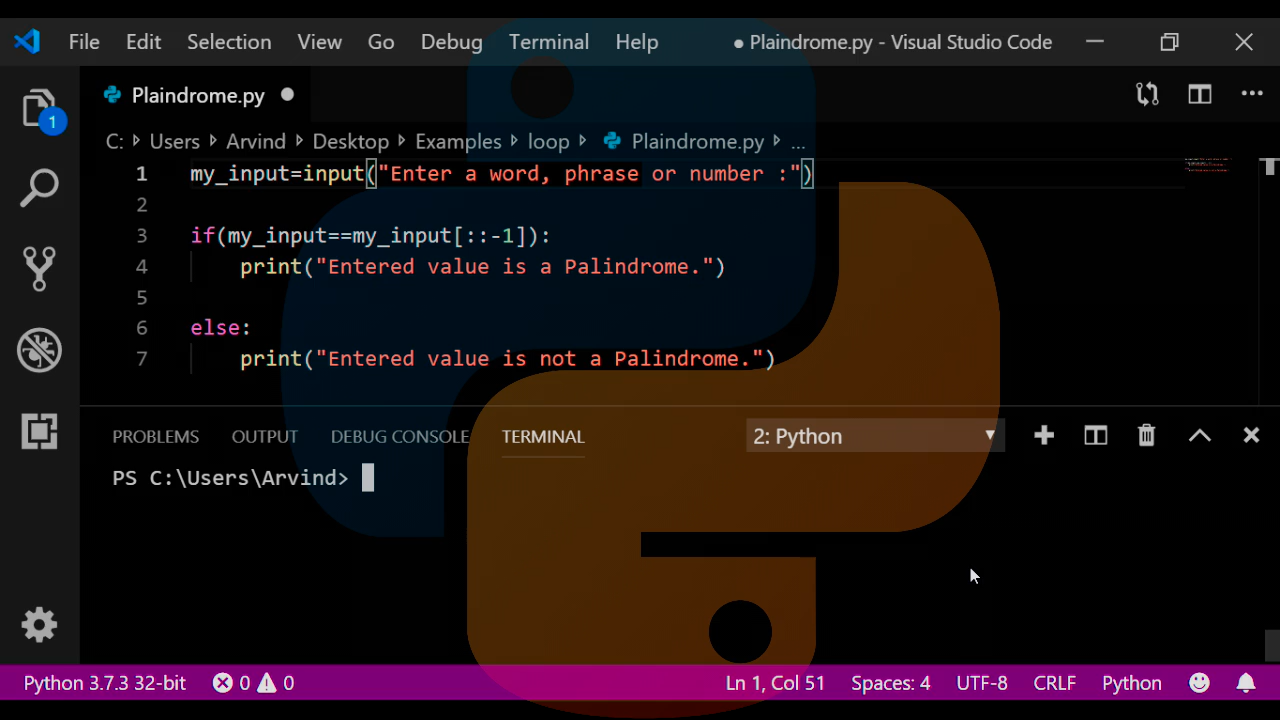 File Edit Selection View Go Debug Terminal Help ● Plaindrome.py - Visual Studio Code
Plaindrome.py
1
C: Users Arvind Desktop Examples loop Plaindrome.py ...
1 my_input=input("Enter a word, phrase or number :")
2
3 if(my_input==my_input[::-1]):
4     print("Entered value is a Palindrome.")
5
6 else:
7     print("Entered value is not a Palindrome.")
PROBLEMS OUTPUT DEBUG CONSOLE TERMINAL 2: Python
PS C:\Users\Arvind>
Python 3.7.3 32-bit 0 0 Ln 1, Col 51 Spaces: 4 UTF-8 CRLF Python